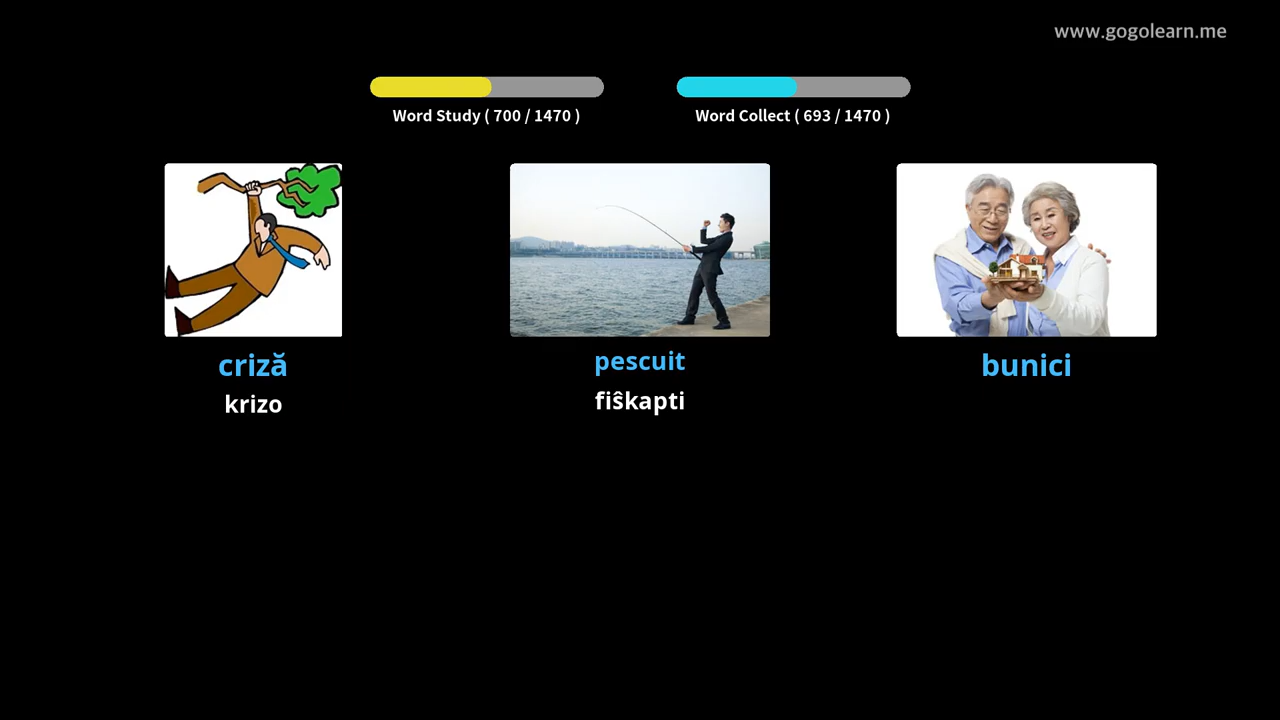 www.gogolearn.me
Word Study ( 700 / 1470 )
Word Collect ( 693 / 1470 )
criză
krizo
pescuit
fiŝkapti
bunici